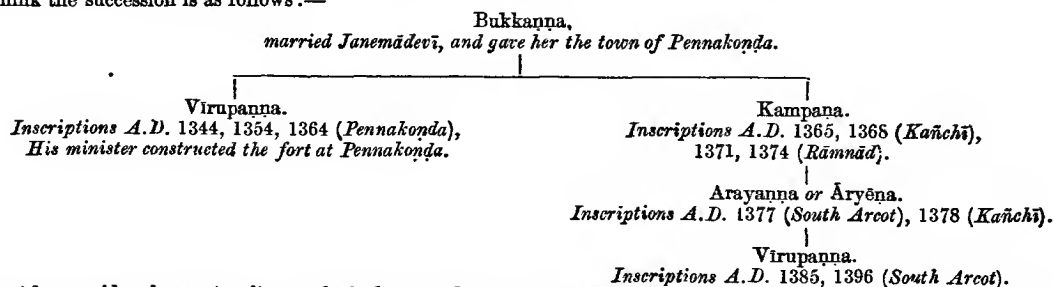 think the succession is as follows :—
Bukkaṇṇa,
married Janemādevī, and gave her the town of Pennakoṇḍa.
Vīrupaṇṇa.
Inscriptions A.D. 1344, 1354, 1364 (Pennakoṇḍa),
His minister constructed the fort at Pennakoṇḍa.
Kampaṇa.
Inscriptions A.D. 1365, 1368 (Kañchī),
1371, 1374 (Rāmnād).
Arayaṇṇa or Āryēṇa.
Inscriptions A.D. 1377 (South Arcot), 1378 (Kañchī).
Vīrupaṇṇa.
Inscriptions A.D. 1385, 1396 (South Arcot).